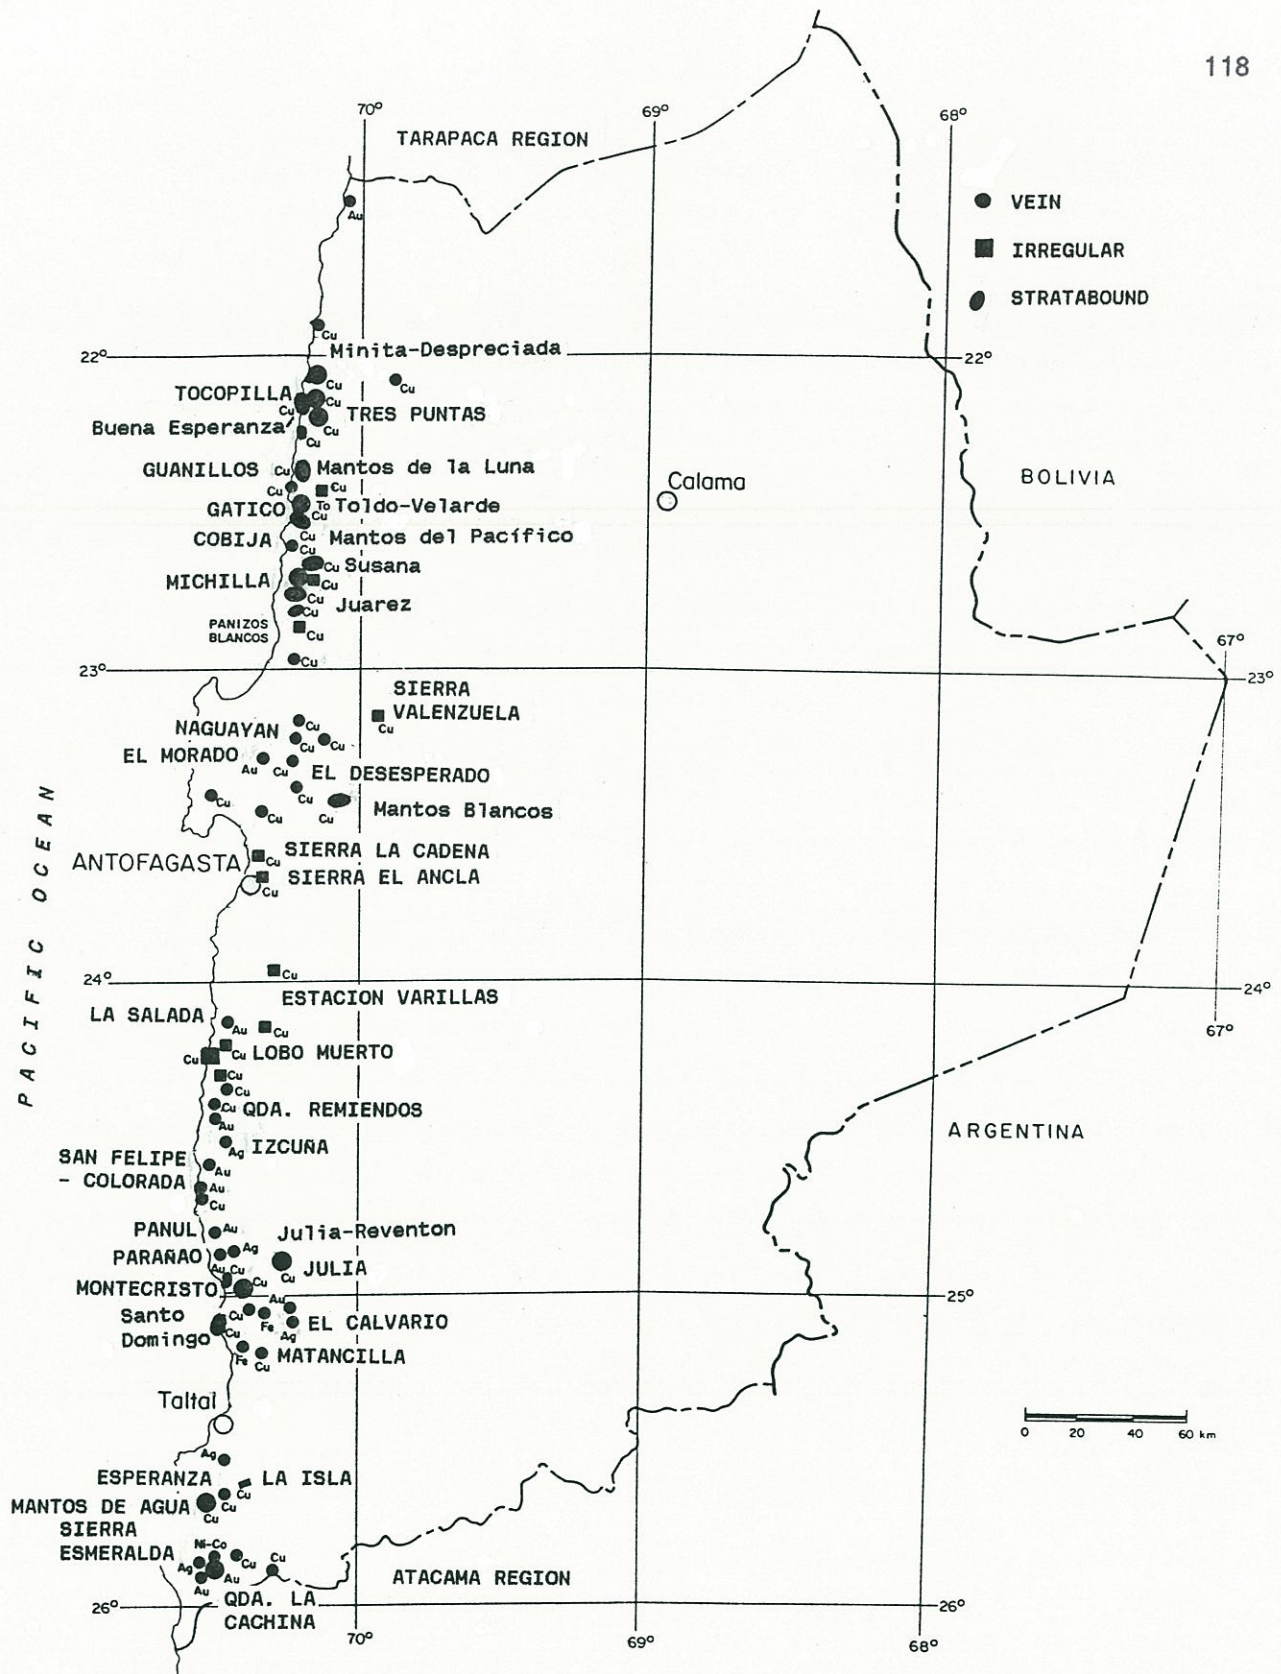 118
70°
69°
68°
TARAPACA REGION
VEIN
IRREGULAR
STRATABOUND
Au
Cu
22°
Minita-Despreciada
22°
Cu
Cu
TOCOPILLA
Cu
Cu
TRES PUNTAS
Buena Esperanza
Cu
Cu
GUANILLOS
Cu
Mantos de la Luna
Calama
BOLIVIA
Cu
Cu
GATICO
To
Toldo-Velarde
Cu
Cu
Mantos del Pacífico
COBIJA
Cu
Cu
Susana
MICHILLA
Cu
Cu
Juarez
Cu
PANIZOS
BLANCOS
Cu
Cu
67°
23°
23°
SIERRA
VALENZUELA
Cu
NAGUAYAN
Cu
Cu
Cu
EL MORADO
Au
Cu
EL DESESPERADO
Cu
Cu
Cu
Cu
Mantos Blancos
PACIFIC OCEAN
ANTOFAGASTA
Cu
SIERRA LA CADENA
SIERRA EL ANCLA
Cu
Cu
24°
24°
ESTACION VARILLAS
LA SALADA
Au
Cu
67°
Cu
Cu
LOBO MUERTO
Cu
Cu
Cu
QDA. REMIENDOS
Au
ARGENTINA
Ag
IZCUÑA
SAN FELIPE
- COLORADA
Au
Au
Cu
PANUL
Au
Julia-Reventon
PARAÑAO
Ag
Au
Cu
Cu
JULIA
MONTECRISTO
Cu
Au
25°
Santo
Domingo
Cu
Cu
Fe
Ag
EL CALVARIO
Fe
Cu
MATANCILLA
Taltal
0 20 40 60 km
Ag
ESPERANZA
LA ISLA
Cu
Cu
MANTOS DE AGUA
Cu
SIERRA
ESMERALDA
Ni-Co
Cu
Cu
Ag
Au
Au
ATACAMA REGION
26°
QDA. LA
CACHINA
26°
70°
69°
68°